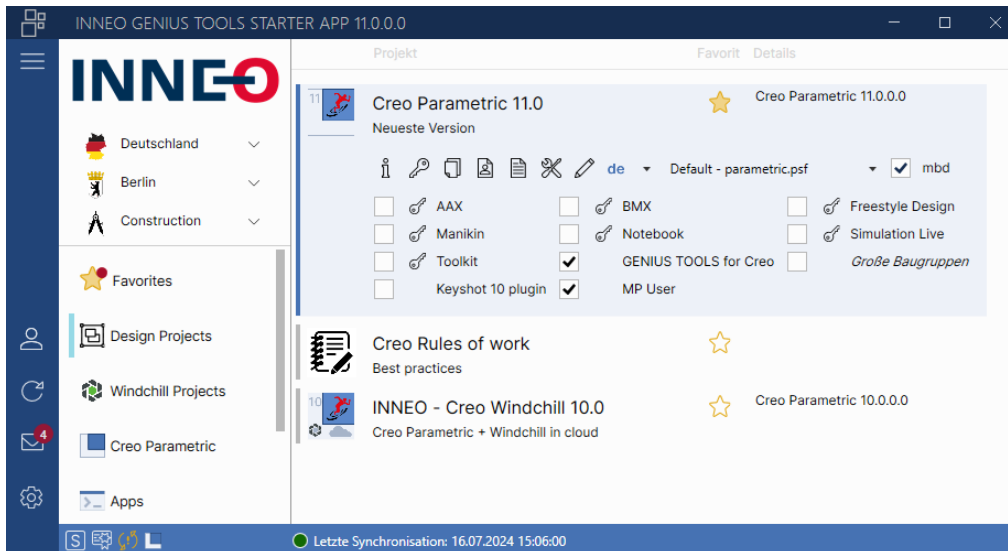 INNEO GENIUS TOOLS STARTER APP 11.0.0.0
INNEO
Deutschland
Berlin
Construction
Favorites
Design Projects
Windchill Projects
Creo Parametric
Apps
4
Projekt Favorit Details
11
Creo Parametric 11.0 Creo Parametric 11.0.0.0
Neueste Version
de Default - parametric.psf mbd
AAX BMX Freestyle Design
Manikin Notebook Simulation Live
Toolkit GENIUS TOOLS for Creo Große Baugruppen
Keyshot 10 plugin MP User
Creo Rules of work
Best practices
10
INNEO - Creo Windchill 10.0 Creo Parametric 10.0.0.0
Creo Parametric + Windchill in cloud
S
Letzte Synchronisation: 16.07.2024 15:06:00